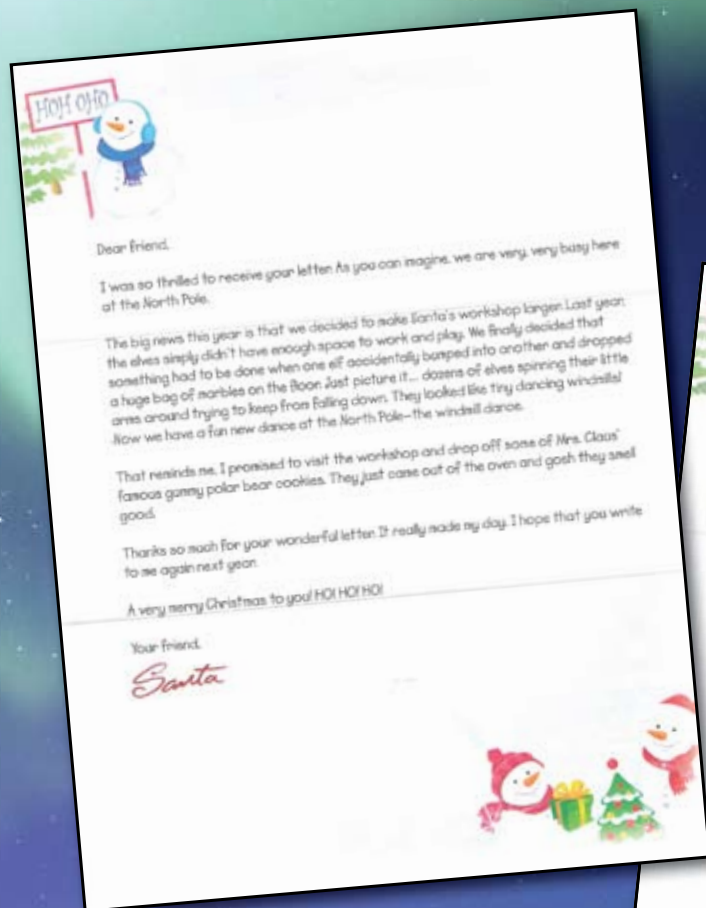 HOH OHO
Dear friend,
I was so thrilled to receive your letter. As you can imagine, we are very, very busy here
at the North Pole.
The big news this year is that we decided to make Santa's workshop larger. Last year,
the elves simply didn't have enough space to work and play. We finally decided that
something had to be done when one elf accidentally bumped into another and dropped
a huge bag of marbles on the floor. Just picture it... dozens of elves spinning their little
arms around trying to keep from falling down. They looked like tiny dancing windmills!
Now we have a fun new dance at the North Pole–the windmill dance.
That reminds me, I promised to visit the workshop and drop off some of Mrs. Claus'
famous gummy polar bear cookies. They just came out of the oven and gosh they smell
good.
Thanks so much for your wonderful letter. It really made my day. I hope that you write
to me again next year.
A very merry Christmas to you! HO! HO! HO!
Your friend,
Santa